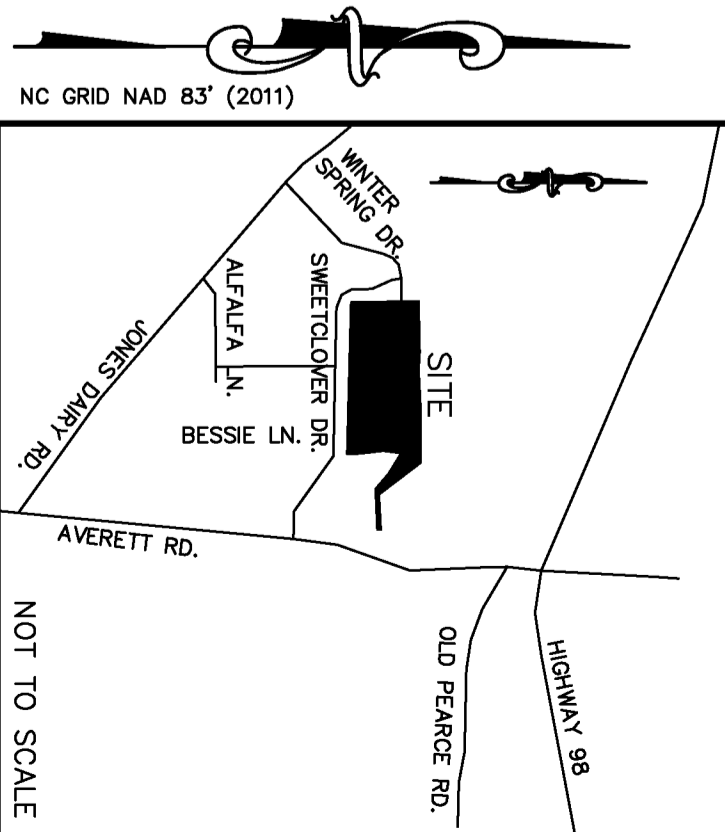 NC GRID NAD 83' (2011)
WINTER
SPRING DR.
SWEETCLOVER DR.
ALFALFA LN.
JONES DAIRY RD.
SITE
BESSIE LN.
AVERETT RD.
OLD PEARCE RD.
HIGHWAY 98
NOT TO SCALE